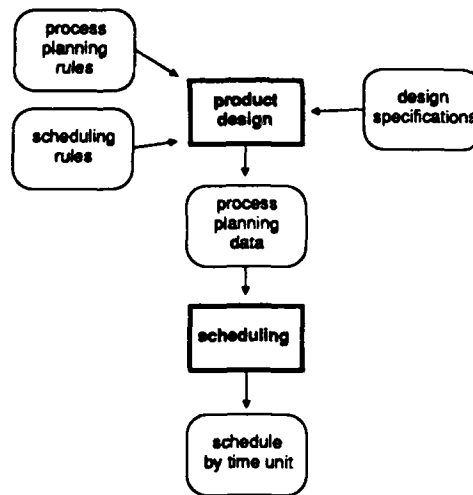 process
planning
rules
product
design
design
specifications
scheduling
rules
process
planning
data
scheduling
schedule
by time unit